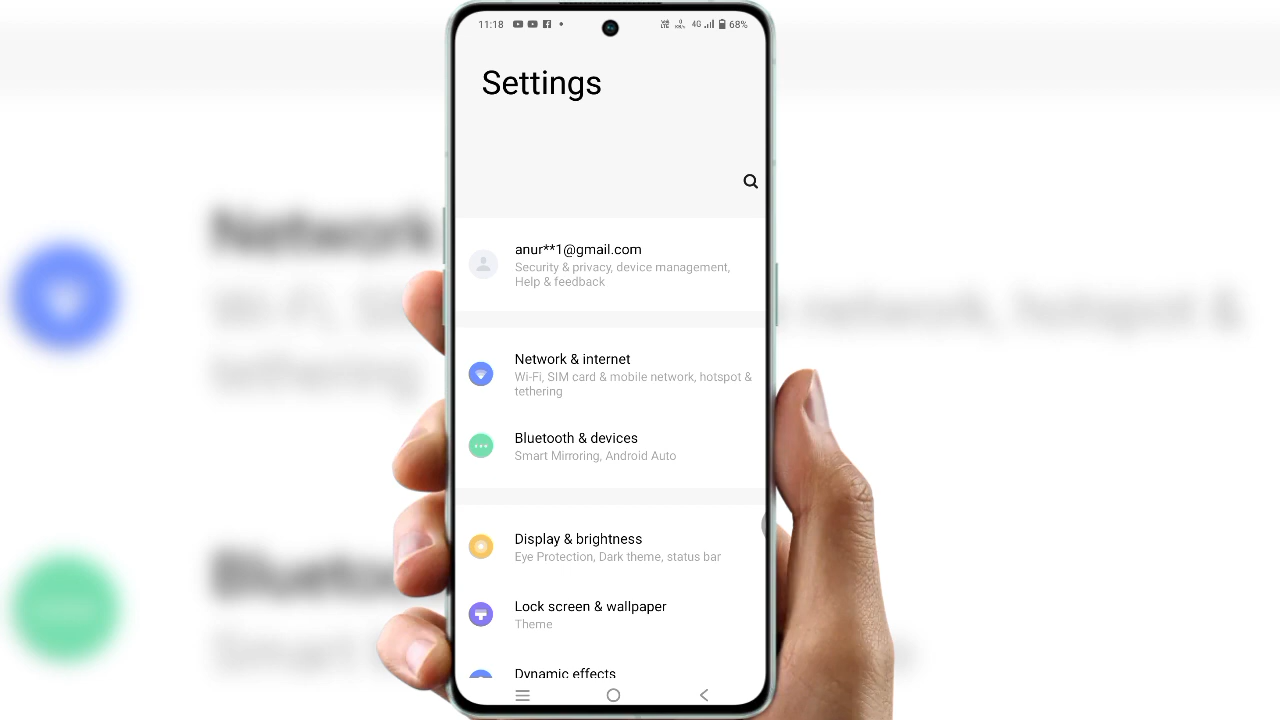 11:18 4G 68%
Settings
anur**1@gmail.com
Security & privacy, device management,
Help & feedback
Network & internet
Wi-Fi, SIM card & mobile network, hotspot &
tethering
Bluetooth & devices
Smart Mirroring, Android Auto
Display & brightness
Eye Protection, Dark theme, status bar
Lock screen & wallpaper
Theme
Dynamic effects